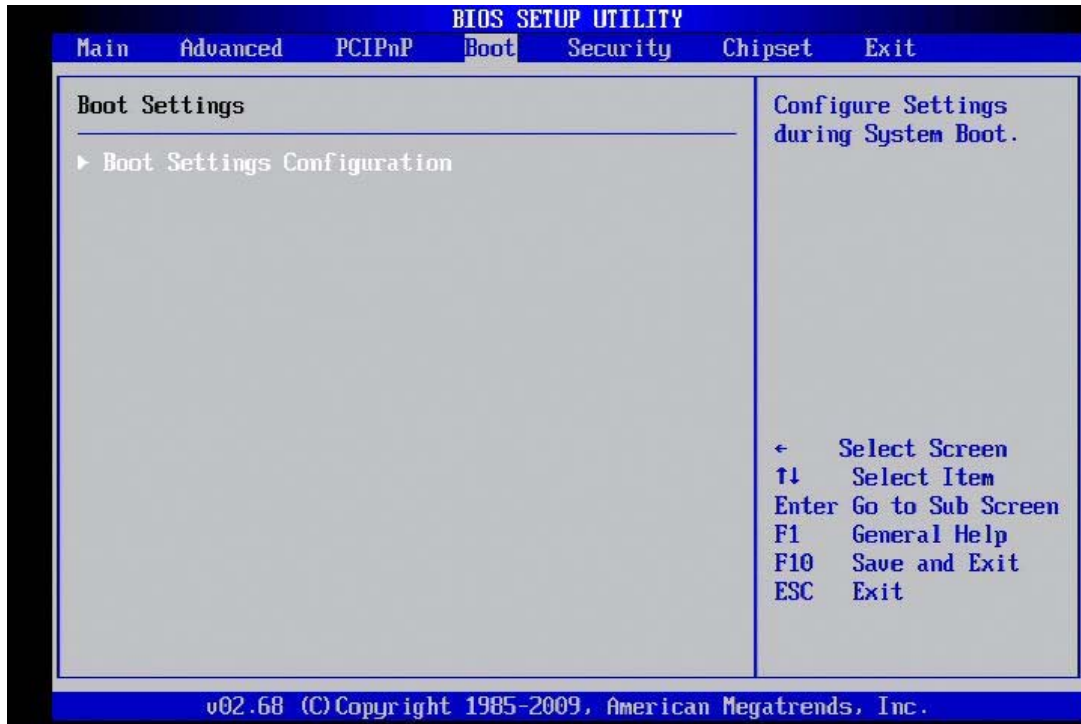 BIOS SETUP UTILITY
Main Advanced PCIPnP Boot Security Chipset Exit
Boot Settings
▶ Boot Settings Configuration
Configure Settings
during System Boot.
← Select Screen
↑↓ Select Item
Enter Go to Sub Screen
F1 General Help
F10 Save and Exit
ESC Exit
v02.68 (C)Copyright 1985-2009, American Megatrends, Inc.